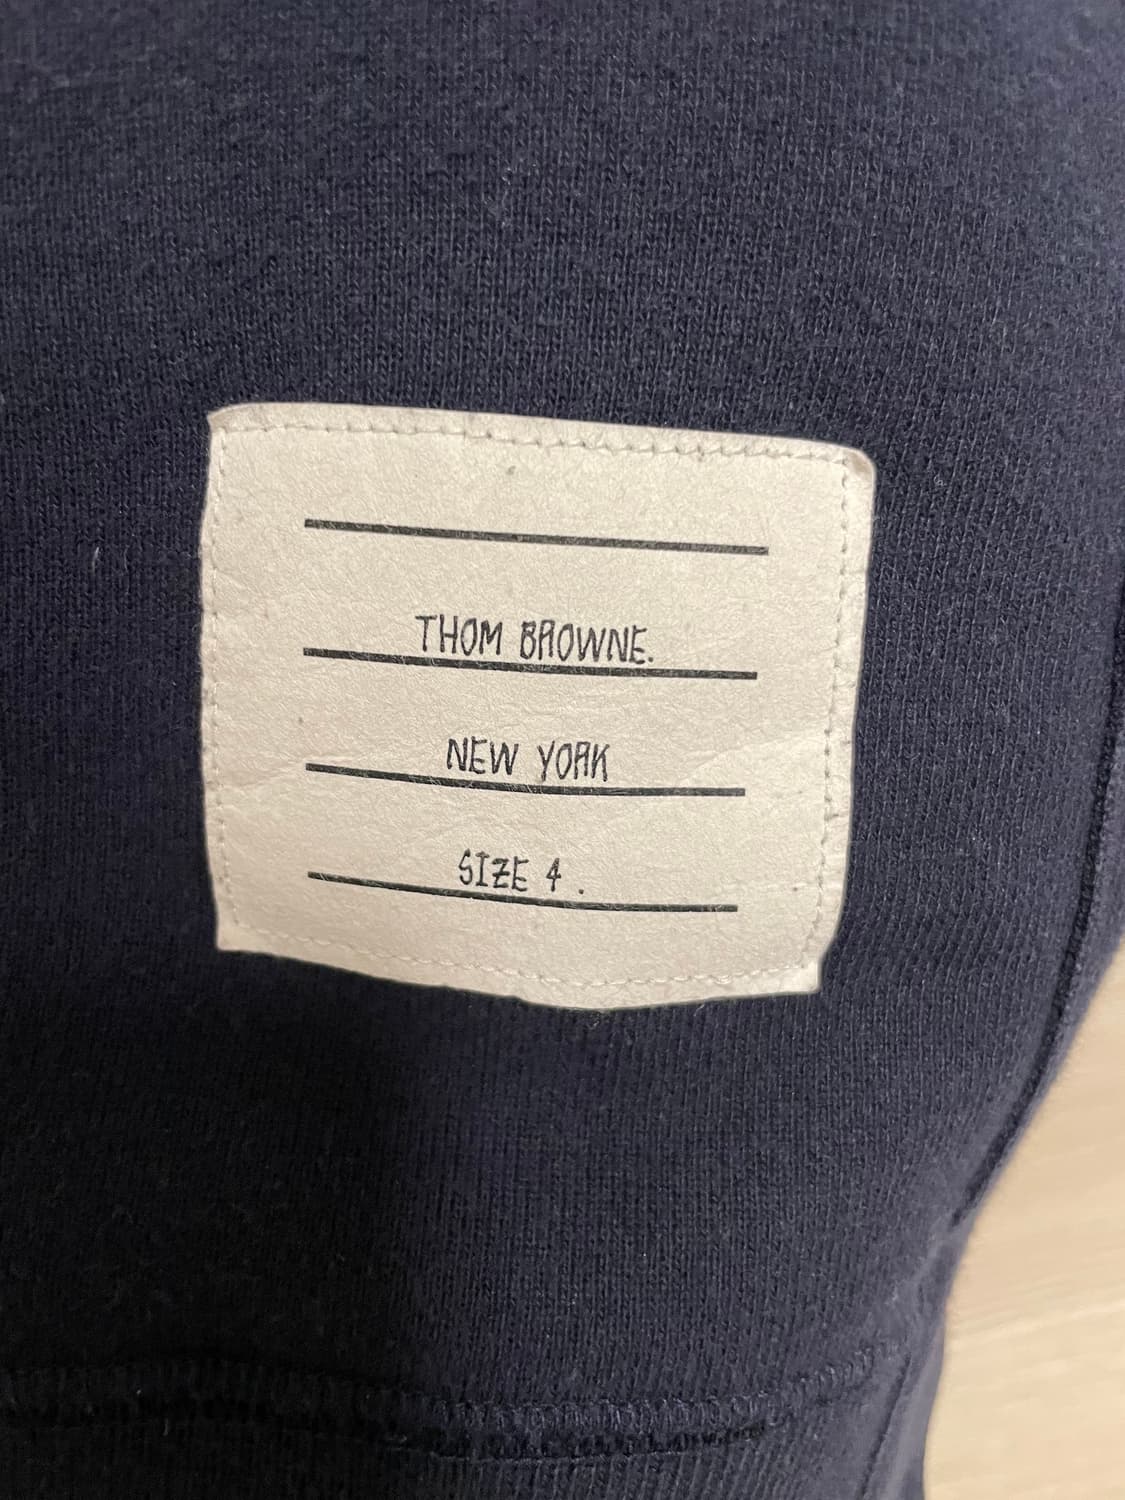 THOM BROWNE.
NEW YORK
SIZE 4 .